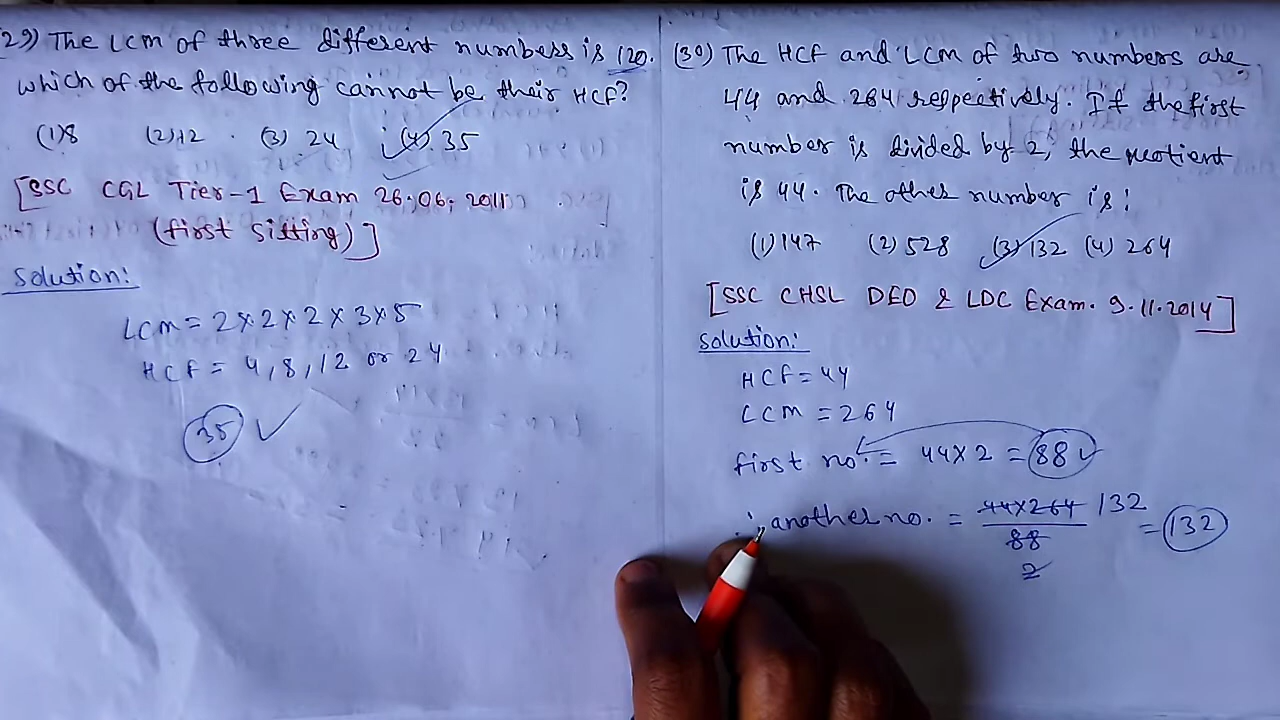 29) The LCM of three different numbers is 120.
which of the following cannot be their HCF?
(1) 8 (2) 12 (3) 24 (4) 35
[SSC CGL Tier-1 Exam 26.06.2011
(first sitting)]
Solution:
LCM = 2×2×2×3×5
HCF = 4, 8, 12 or 24
35
(30) The HCF and LCM of two numbers are
44 and 264 respectively. If the first
number is divided by 2, the quotient
is 44. The other number is:
(1) 147 (2) 528 (3) 132 (4) 264
[SSC CHSL DEO & LDC Exam. 9.11.2014]
Solution:
HCF = 44
LCM = 264
first no. = 44×2 = 88
∴ another no. = 44×264 132 = 132
88
2